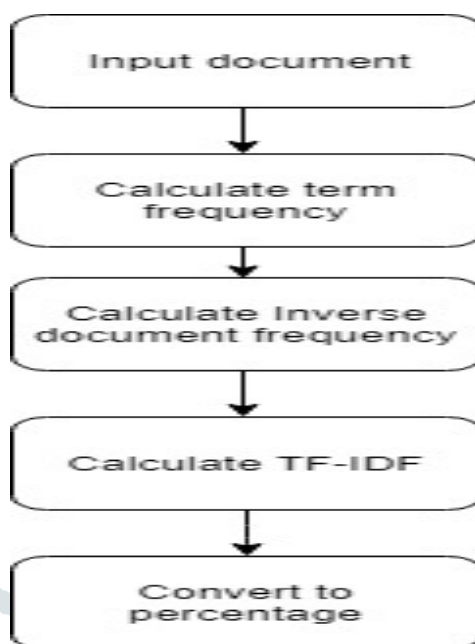 Input document
Calculate term
frequency
Calculate Inverse
document frequency
Calculate TF-IDF
Convert to
percentage